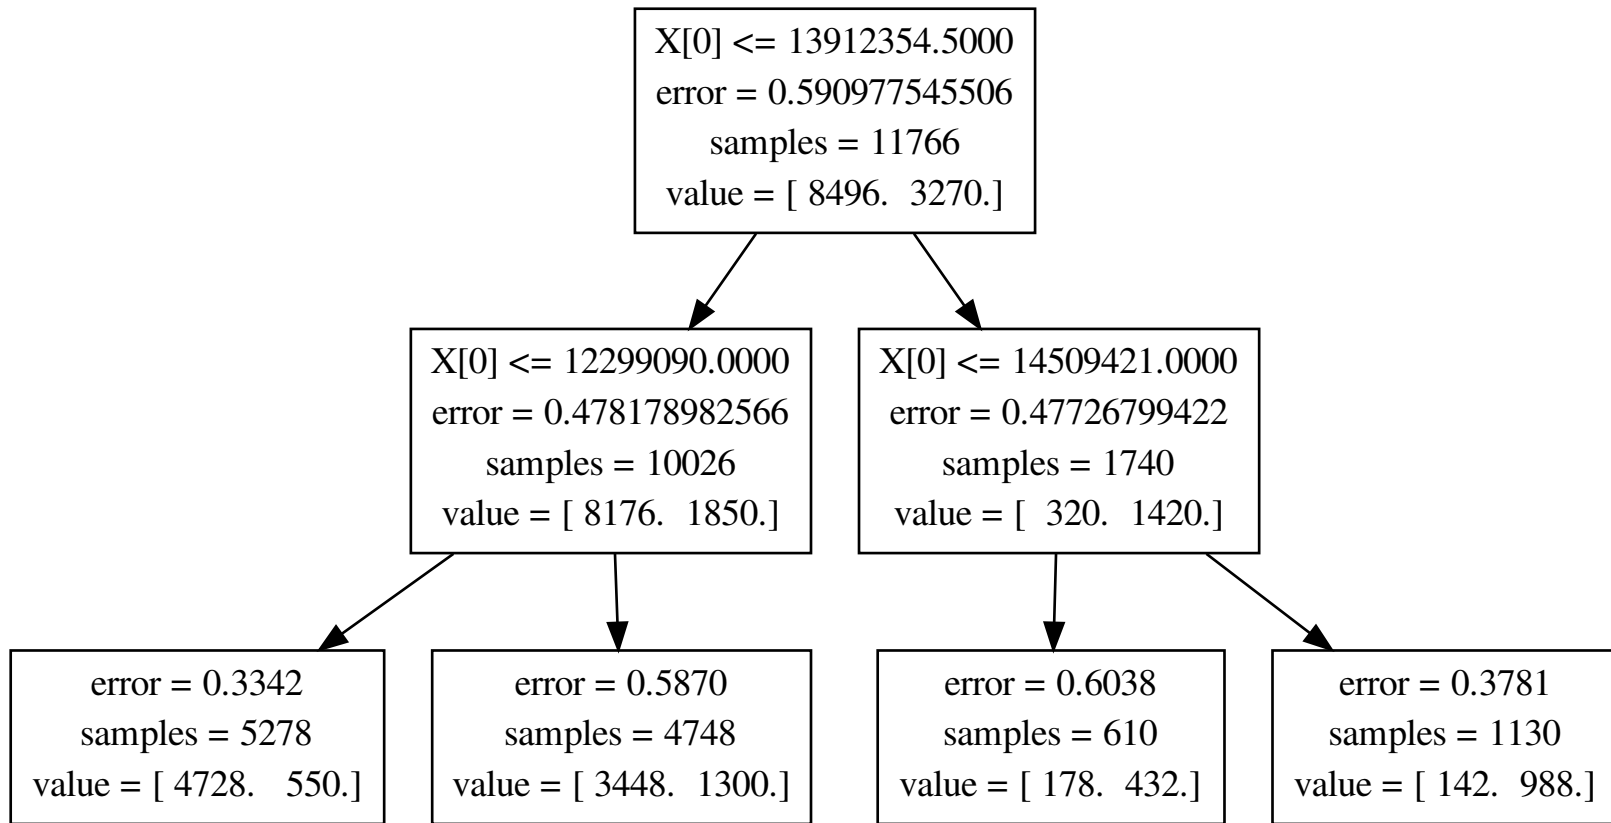 X[0] <= 13912354.5000
error = 0.590977545506
samples = 11766
value = [ 8496.  3270.]
X[0] <= 12299090.0000
error = 0.478178982566
samples = 10026
value = [ 8176.  1850.]
X[0] <= 14509421.0000
error = 0.47726799422
samples = 1740
value = [  320.  1420.]
error = 0.3342
samples = 5278
value = [ 4728.   550.]
error = 0.5870
samples = 4748
value = [ 3448.  1300.]
error = 0.6038
samples = 610
value = [ 178.  432.]
error = 0.3781
samples = 1130
value = [ 142.  988.]